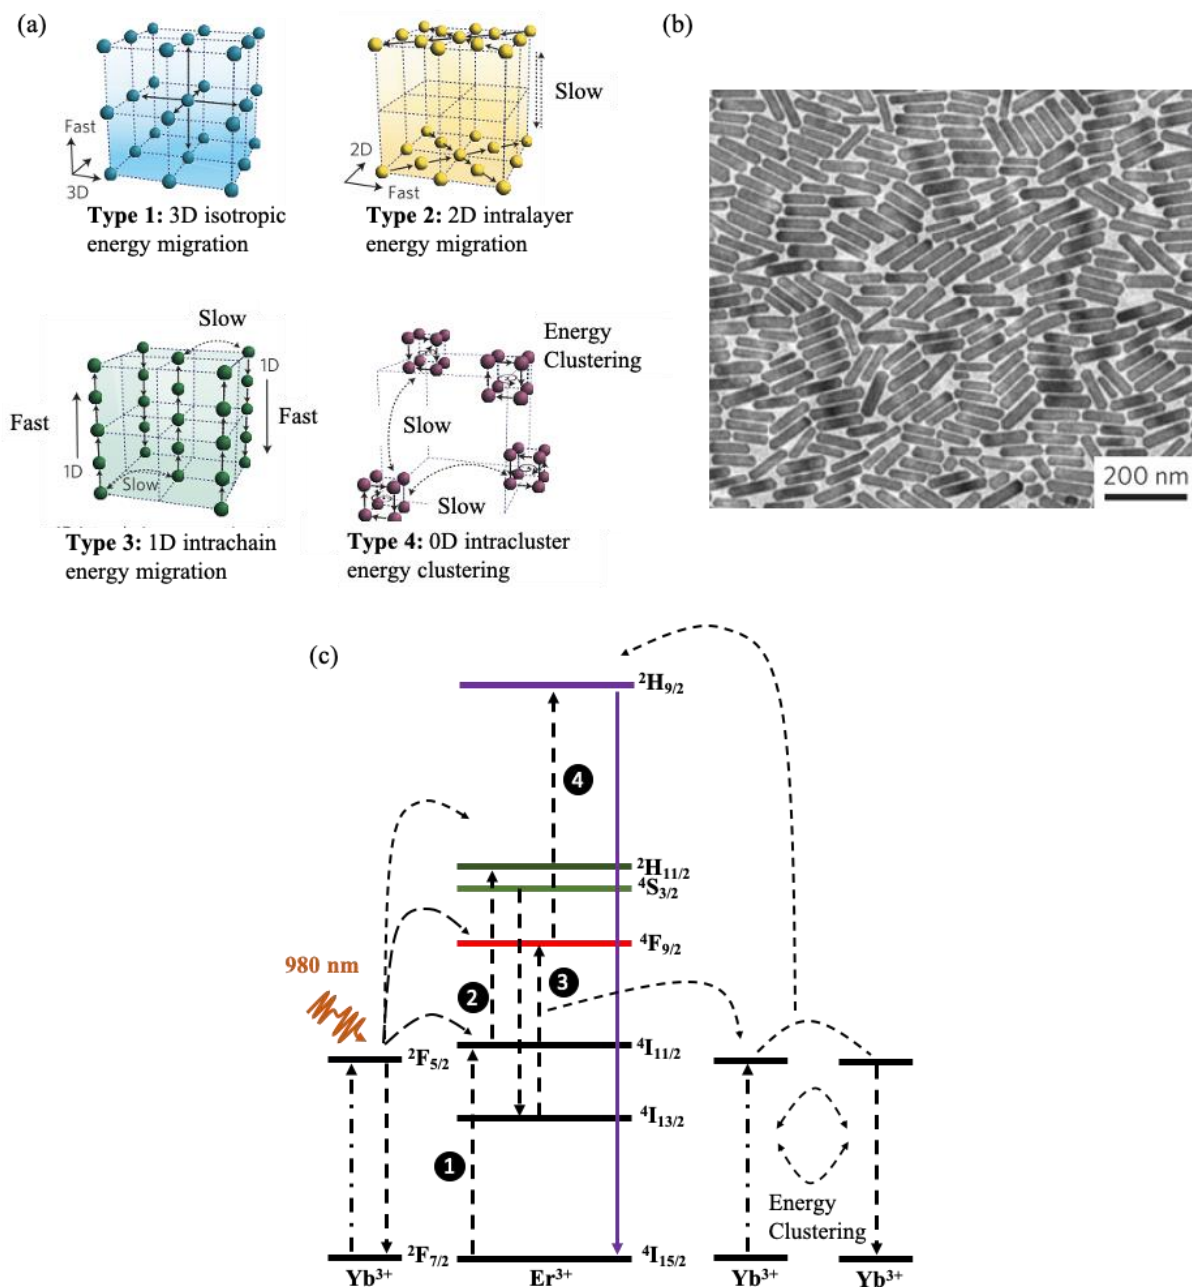 (a)
Fast
3D
Type 1: 3D isotropic
energy migration
2D
Fast
Slow
Type 2: 2D intralayer
energy migration
Slow
1D
Fast
Fast
1D
Slow
Type 3: 1D intrachain
energy migration
Energy
Clustering
Slow
Slow
Type 4: 0D intracluster
energy clustering
(b)
200 nm
(c)
²H₉/₂
4
²H₁₁/₂
⁴S₃/₂
⁴F₉/₂
980 nm
2
3
⁴I₁₁/₂
²F₅/₂
⁴I₁₃/₂
1
Energy
Clustering
²F₇/₂
⁴I₁₅/₂
Yb³⁺
Er³⁺
Yb³⁺
Yb³⁺